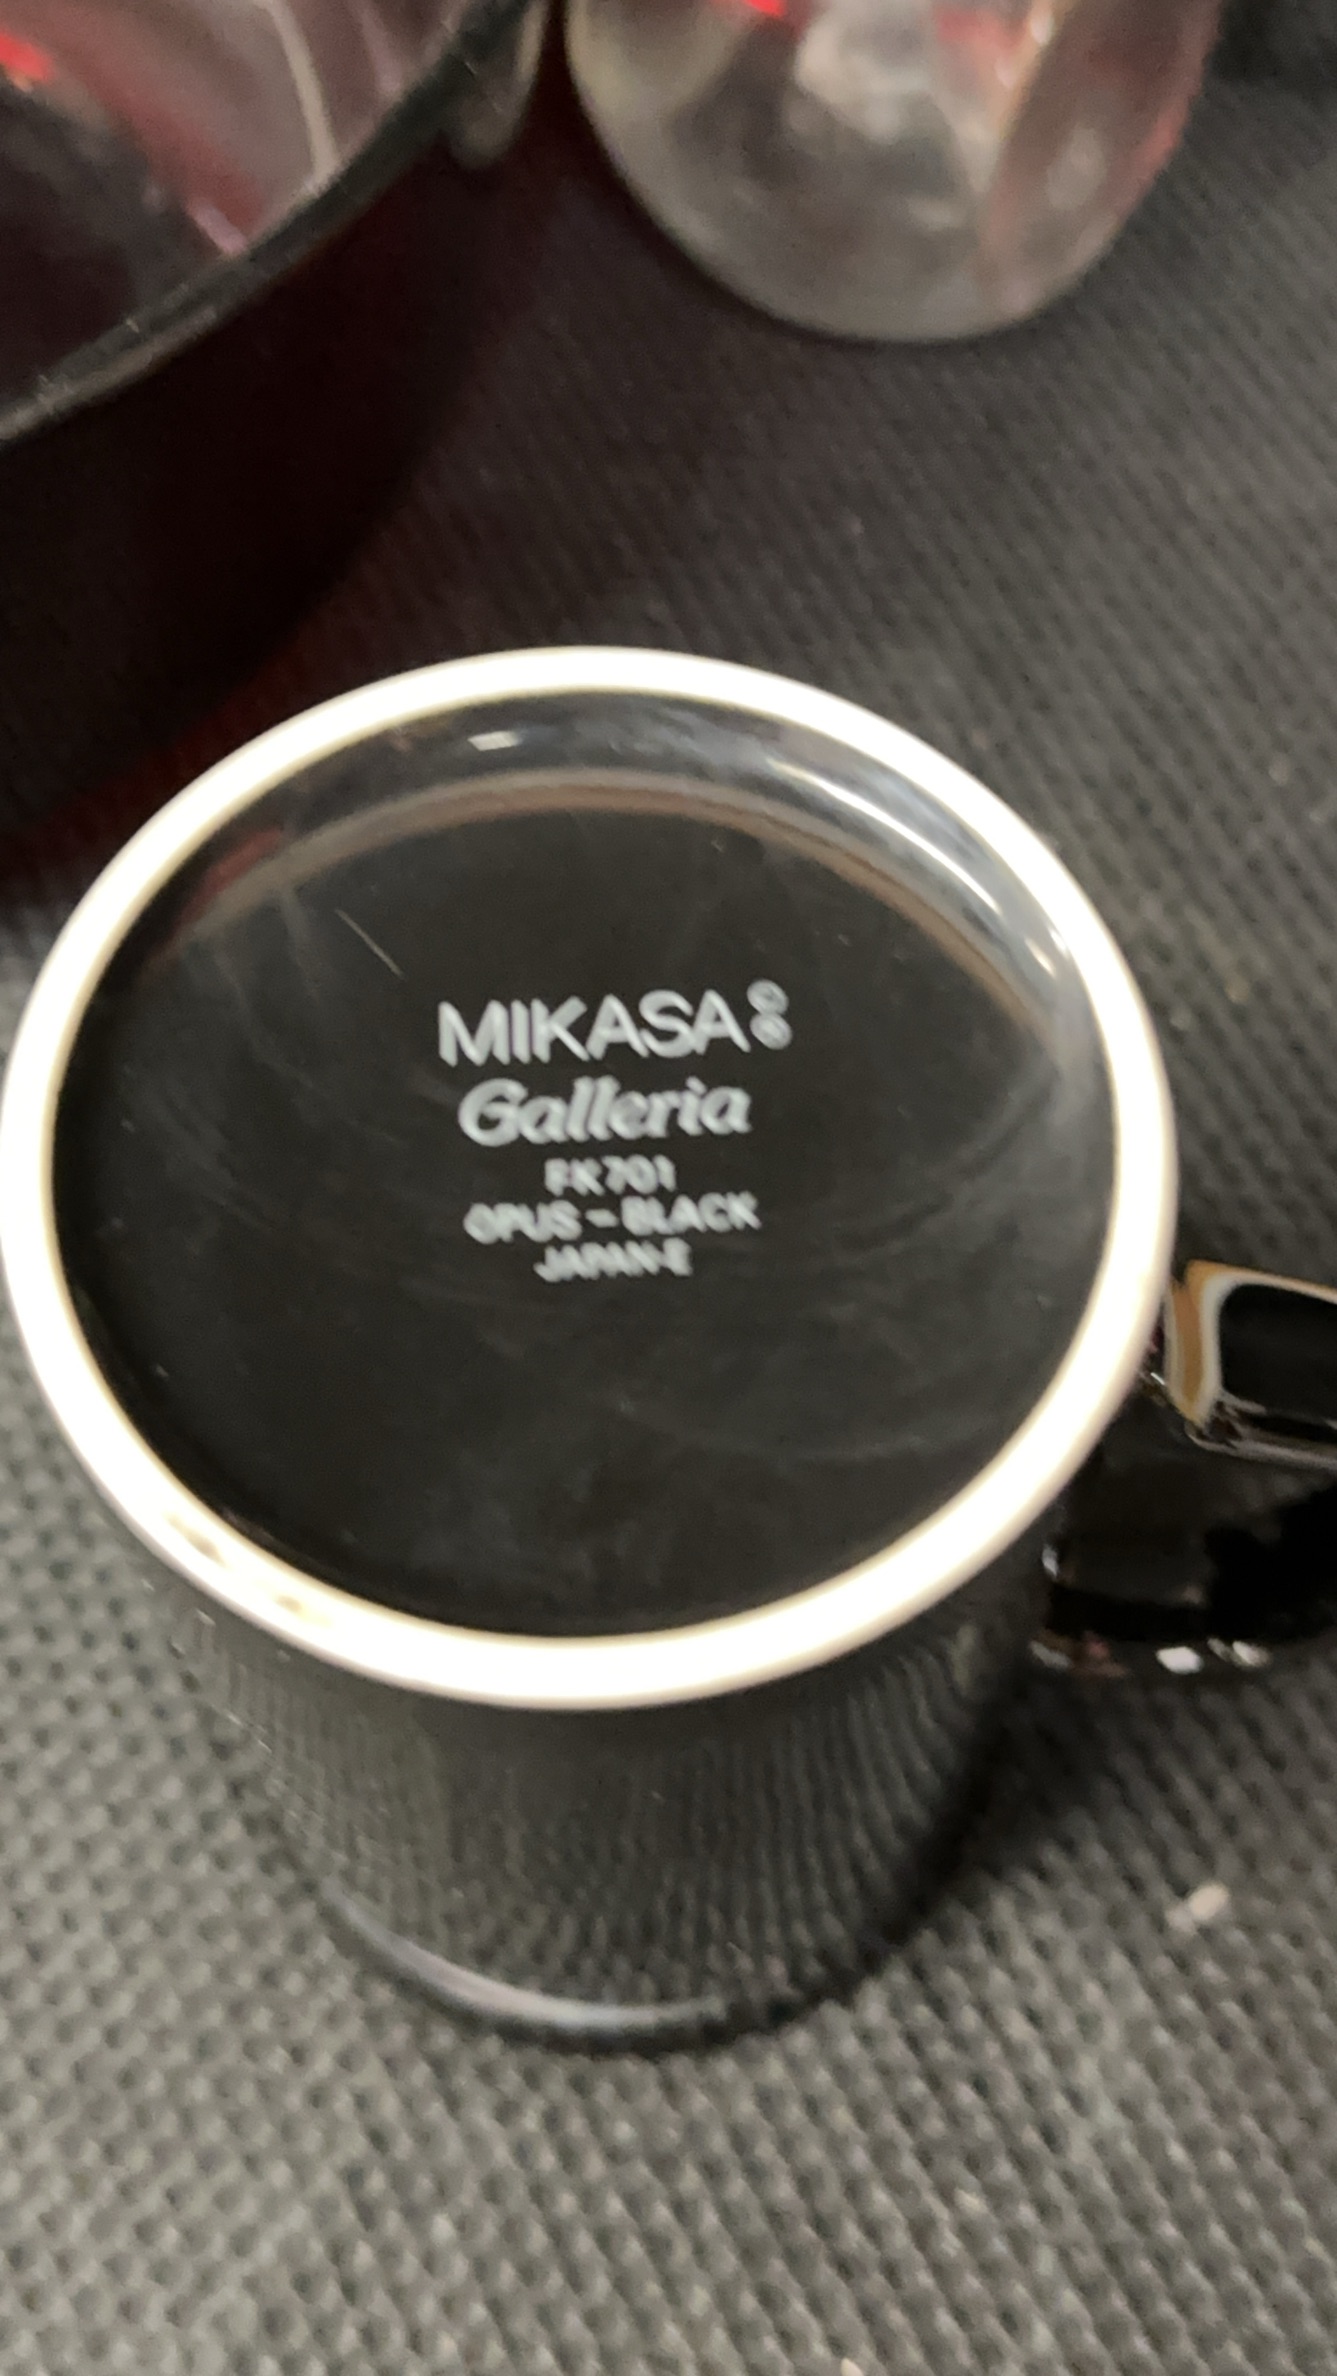 MIKASA ©®
Galleria
FK701
OPUS - BLACK
JAPAN-E